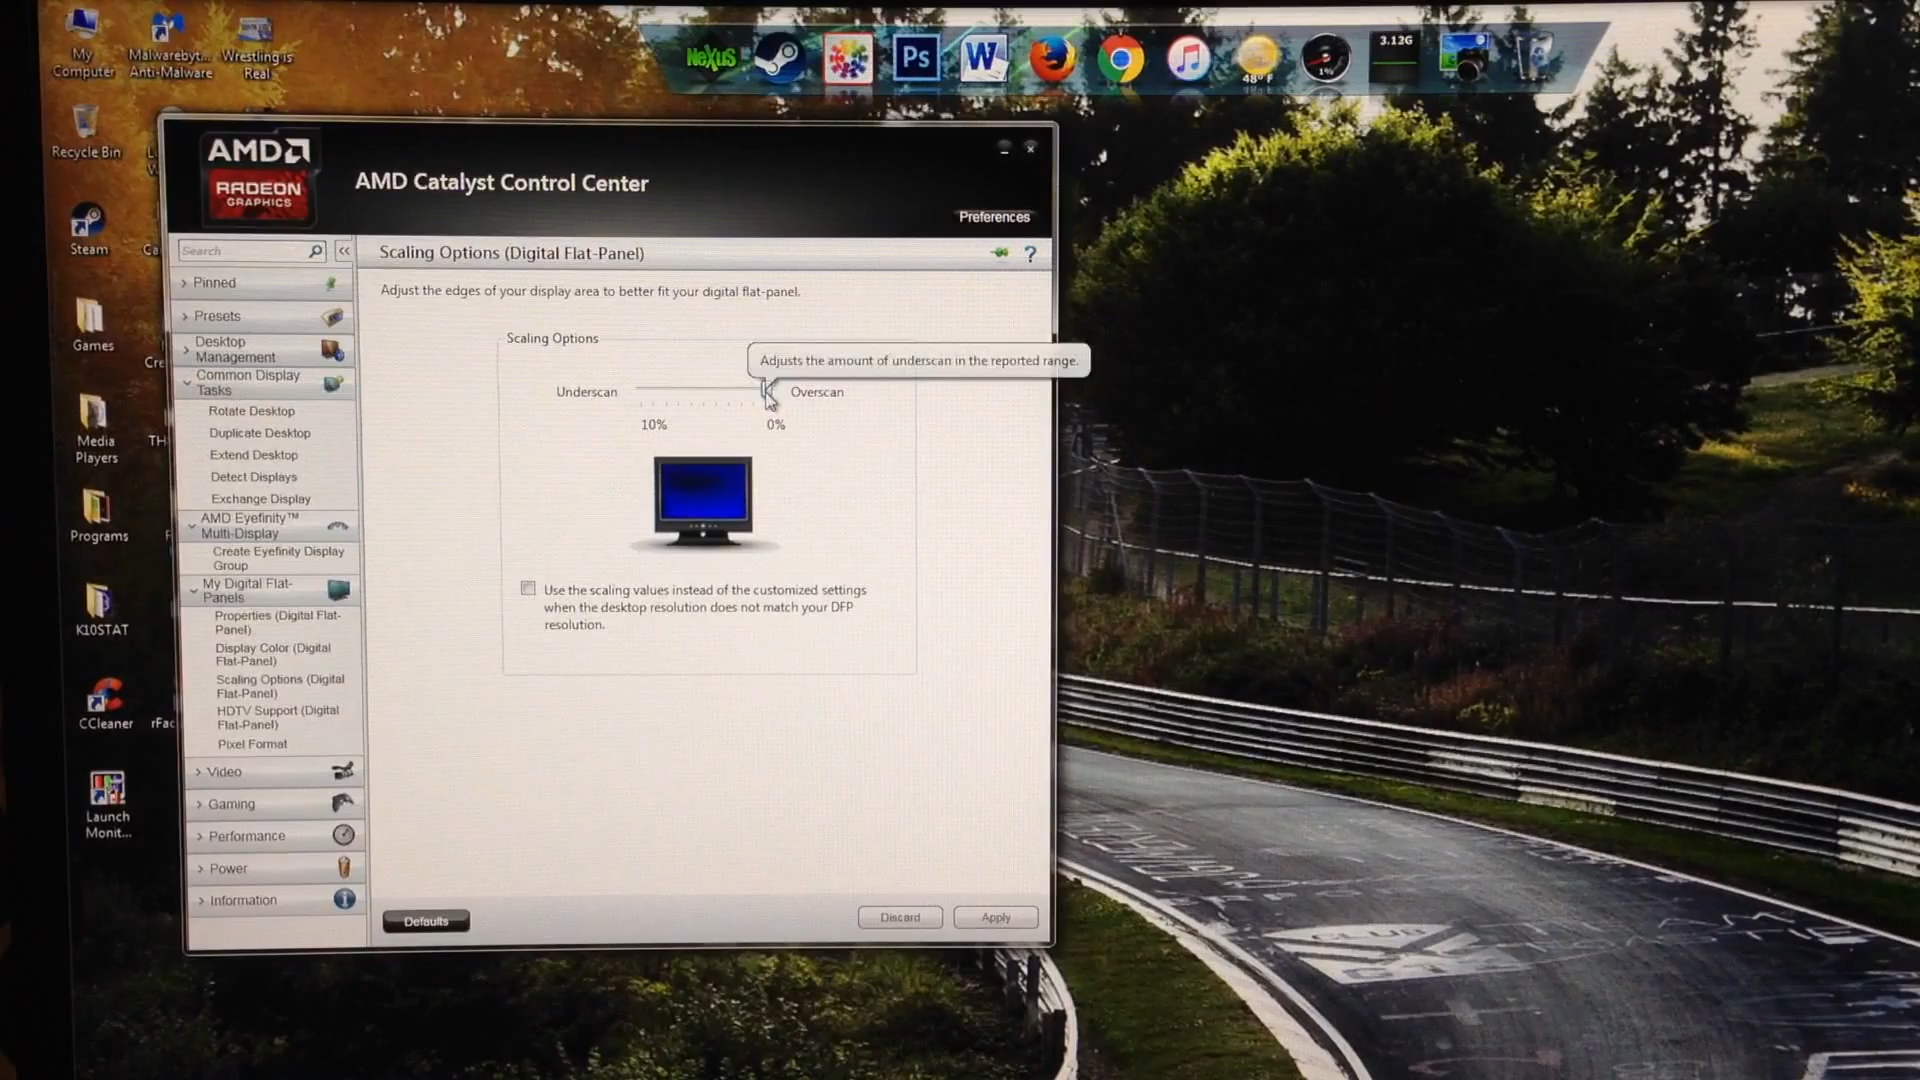 My
Computer
Malwarebyt...
Anti-Malware
Wrestling is
Real
NeXuS
Ps
W
48° F
1%
3.12G
Recycle Bin
Steam
Ca
Games
Cre
Media
Players
TH
Programs
K10STAT
CCleaner
rFac
Launch
Monit...
AMD
RADEON
GRAPHICS
AMD Catalyst Control Center
Preferences
Search
<<
Scaling Options (Digital Flat-Panel)
?
Pinned
Presets
Desktop
Management
Common Display
Tasks
Rotate Desktop
Duplicate Desktop
Extend Desktop
Detect Displays
Exchange Display
AMD Eyefinity™
Multi-Display
Create Eyefinity Display
Group
My Digital Flat-
Panels
Properties (Digital Flat-
Panel)
Display Color (Digital
Flat-Panel)
Scaling Options (Digital
Flat-Panel)
HDTV Support (Digital
Flat-Panel)
Pixel Format
Video
Gaming
Performance
Power
Information
Adjust the edges of your display area to better fit your digital flat-panel.
Scaling Options
Adjusts the amount of underscan in the reported range.
Underscan
Overscan
10%
0%
Use the scaling values instead of the customized settings
when the desktop resolution does not match your DFP
resolution.
Defaults
Discard
Apply